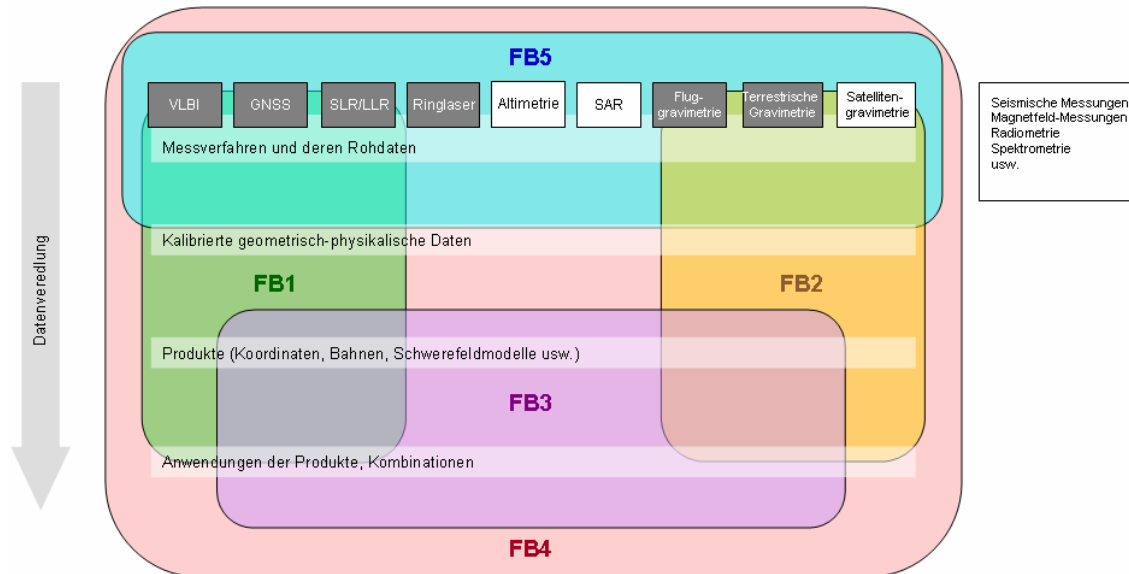 FB5
VLBI
GNSS
SLR/LLR
Ringlaser
Altimetrie
SAR
Flug-
gravimetrie
Terrestrische
Gravimetrie
Satelliten-
gravimetrie
Messverfahren und deren Rohdaten
Seismische Messungen
Magnetfeld-Messungen
Radiometrie
Spektrometrie
usw.
Datenveredlung
Kalibrierte geometrisch-physikalische Daten
FB1
FB2
Produkte (Koordinaten, Bahnen, Schwerefeldmodelle usw.)
FB3
Anwendungen der Produkte, Kombinationen
FB4